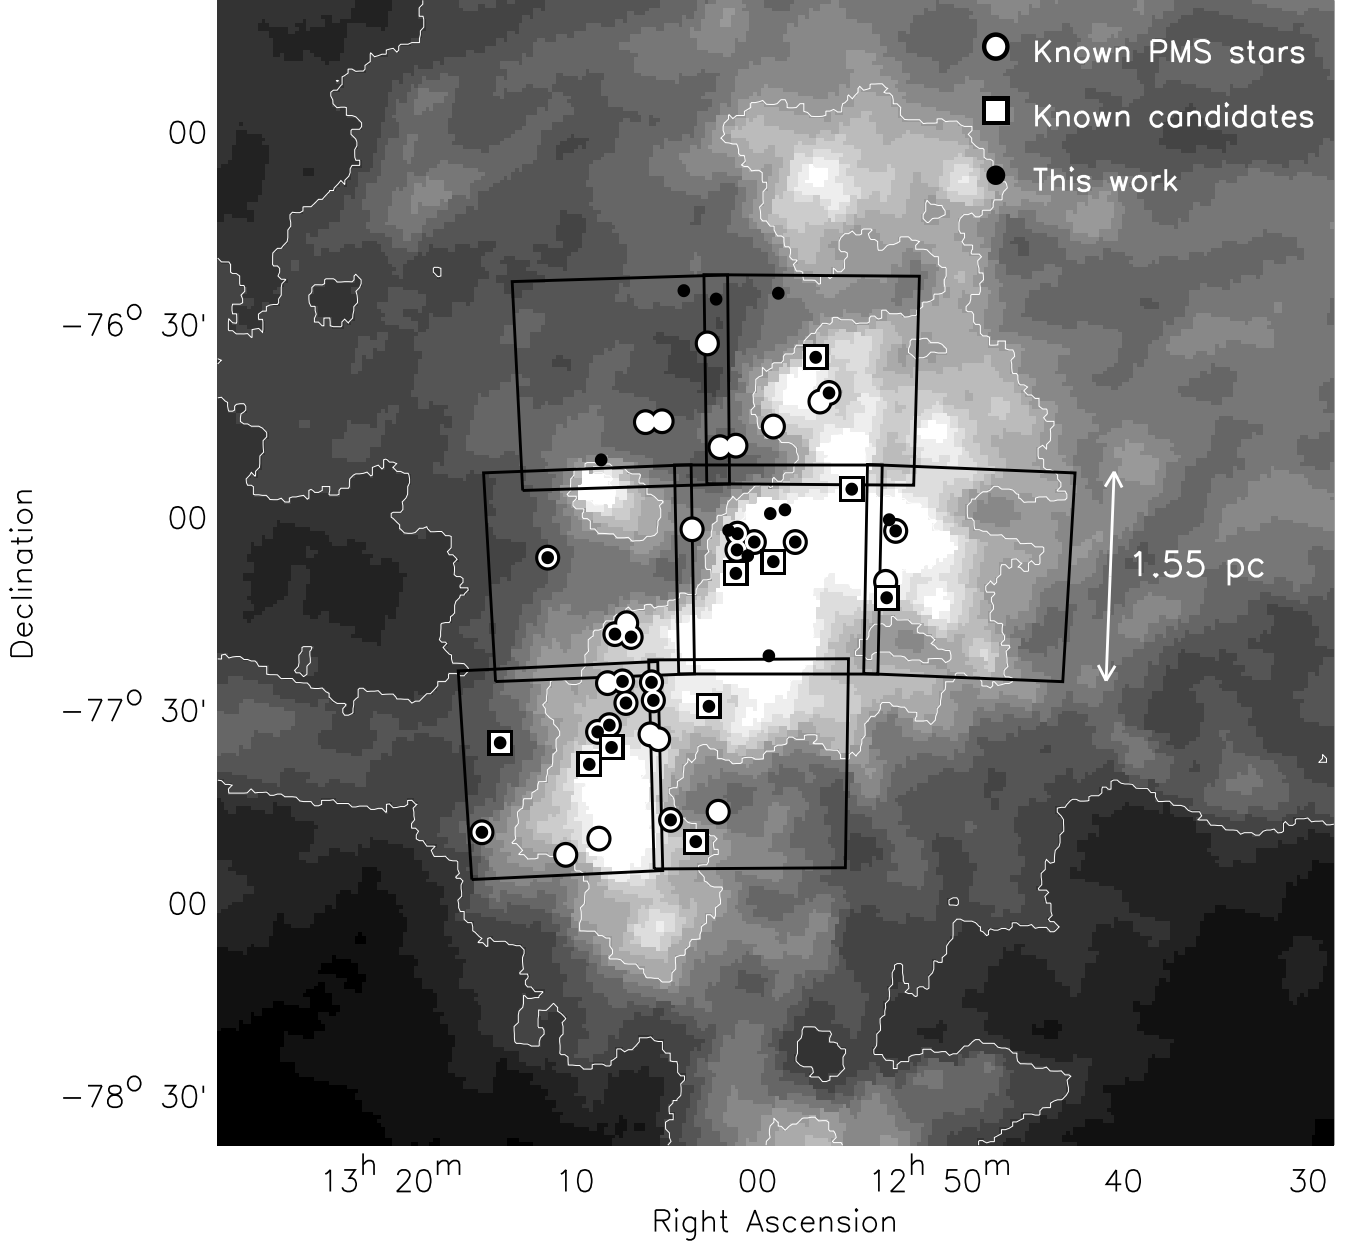 Known PMS stars
Known candidates
This work
00
−76° 30'
00
−77° 30'
00
−78° 30'
Declination
1.55 pc
13h 20m
10
00
12h 50m
40
30
Right Ascension